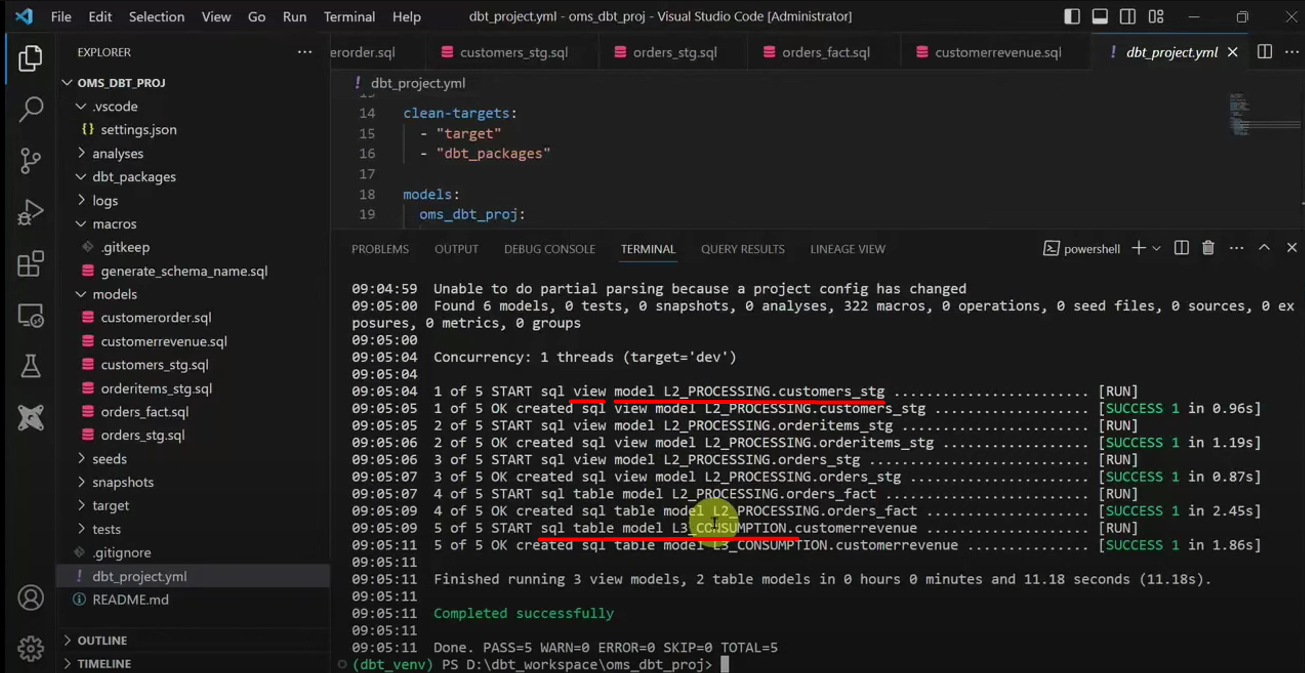 File Edit Selection View Go Run Terminal Help
dbt_project.yml - oms_dbt_proj - Visual Studio Code [Administrator]
EXPLORER
OMS_DBT_PROJ
.vscode
{} settings.json
analyses
dbt_packages
logs
macros
.gitkeep
generate_schema_name.sql
models
customerorder.sql
customerrevenue.sql
customers_stg.sql
orderitems_stg.sql
orders_fact.sql
orders_stg.sql
seeds
snapshots
target
tests
.gitignore
! dbt_project.yml
README.md
OUTLINE
TIMELINE
erorder.sql customers_stg.sql orders_stg.sql orders_fact.sql customerrevenue.sql ! dbt_project.yml
! dbt_project.yml
14 clean-targets:
15 - "target"
16 - "dbt_packages"
17
18 models:
19 oms_dbt_proj:
PROBLEMS OUTPUT DEBUG CONSOLE TERMINAL QUERY RESULTS LINEAGE VIEW
powershell
09:04:59 Unable to do partial parsing because a project config has changed
09:05:00 Found 6 models, 0 tests, 0 snapshots, 0 analyses, 322 macros, 0 operations, 0 seed files, 0 sources, 0 ex
posures, 0 metrics, 0 groups
09:05:00
09:05:04 Concurrency: 1 threads (target='dev')
09:05:04
09:05:04 1 of 5 START sql view model L2_PROCESSING.customers_stg ........................ [RUN]
09:05:05 1 of 5 OK created sql view model L2_PROCESSING.customers_stg ................... [SUCCESS 1 in 0.96s]
09:05:05 2 of 5 START sql view model L2_PROCESSING.orderitems_stg ....................... [RUN]
09:05:06 2 of 5 OK created sql view model L2_PROCESSING.orderitems_stg .................. [SUCCESS 1 in 1.19s]
09:05:06 3 of 5 START sql view model L2_PROCESSING.orders_stg ........................... [RUN]
09:05:07 3 of 5 OK created sql view model L2_PROCESSING.orders_stg ...................... [SUCCESS 1 in 0.87s]
09:05:07 4 of 5 START sql table model L2_PROCESSING.orders_fact ......................... [RUN]
09:05:09 4 of 5 OK created sql table model L2_PROCESSING.orders_fact .................... [SUCCESS 1 in 2.45s]
09:05:09 5 of 5 START sql table model L3_CONSUMPTION.customerrevenue .................... [RUN]
09:05:11 5 of 5 OK created sql table model L3_CONSUMPTION.customerrevenue ............... [SUCCESS 1 in 1.86s]
09:05:11
09:05:11 Finished running 3 view models, 2 table models in 0 hours 0 minutes and 11.18 seconds (11.18s).
09:05:11
09:05:11 Completed successfully
09:05:11
09:05:11 Done. PASS=5 WARN=0 ERROR=0 SKIP=0 TOTAL=5
(dbt_venv) PS D:\dbt_workspace\oms_dbt_proj>